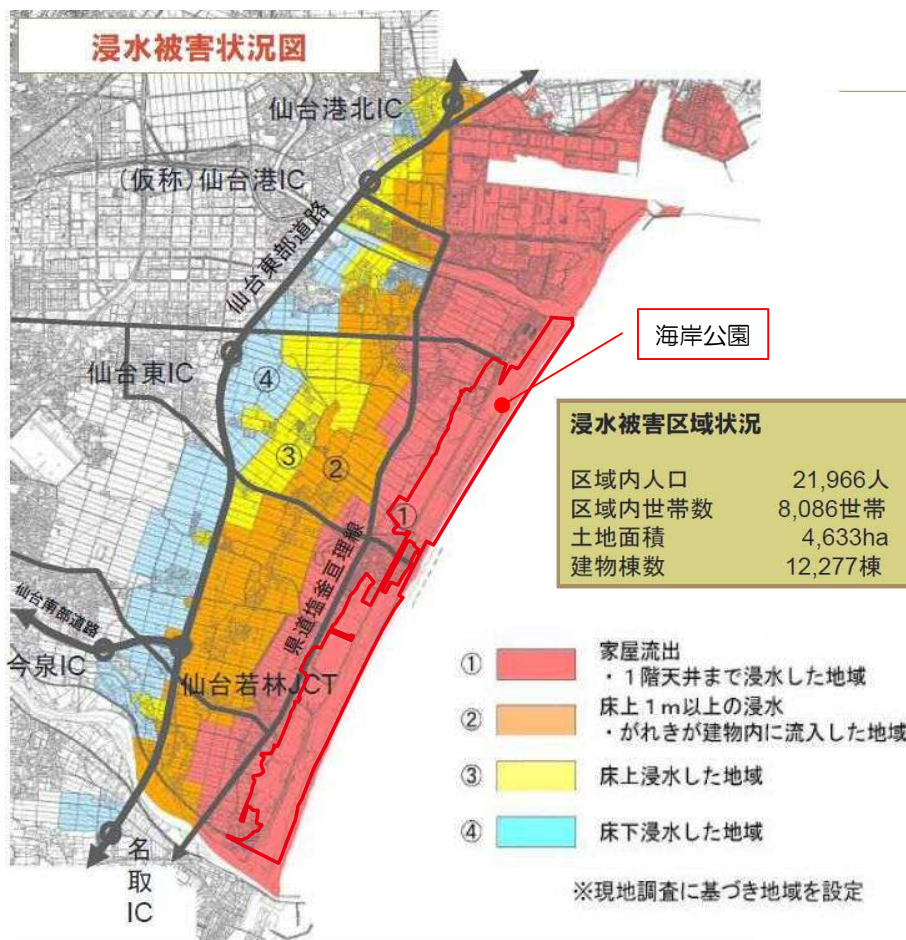 浸水被害状況図
仙台港北IC
(仮称)仙台港IC
仙台東部道路
海岸公園
仙台東IC
④
③
②
①
浸水被害区域状況
区域内人口 21,966人
区域内世帯数 8,086世帯
土地面積 4,633ha
建物棟数 12,277棟
県道塩釜亘理線
仙台南部道路
今泉IC
仙台若林JCT
① 家屋流出
・1階天井まで浸水した地域
② 床上1m以上の浸水
・がれきが建物内に流入した地域
③ 床上浸水した地域
④ 床下浸水した地域
名取IC
※現地調査に基づき地域を設定